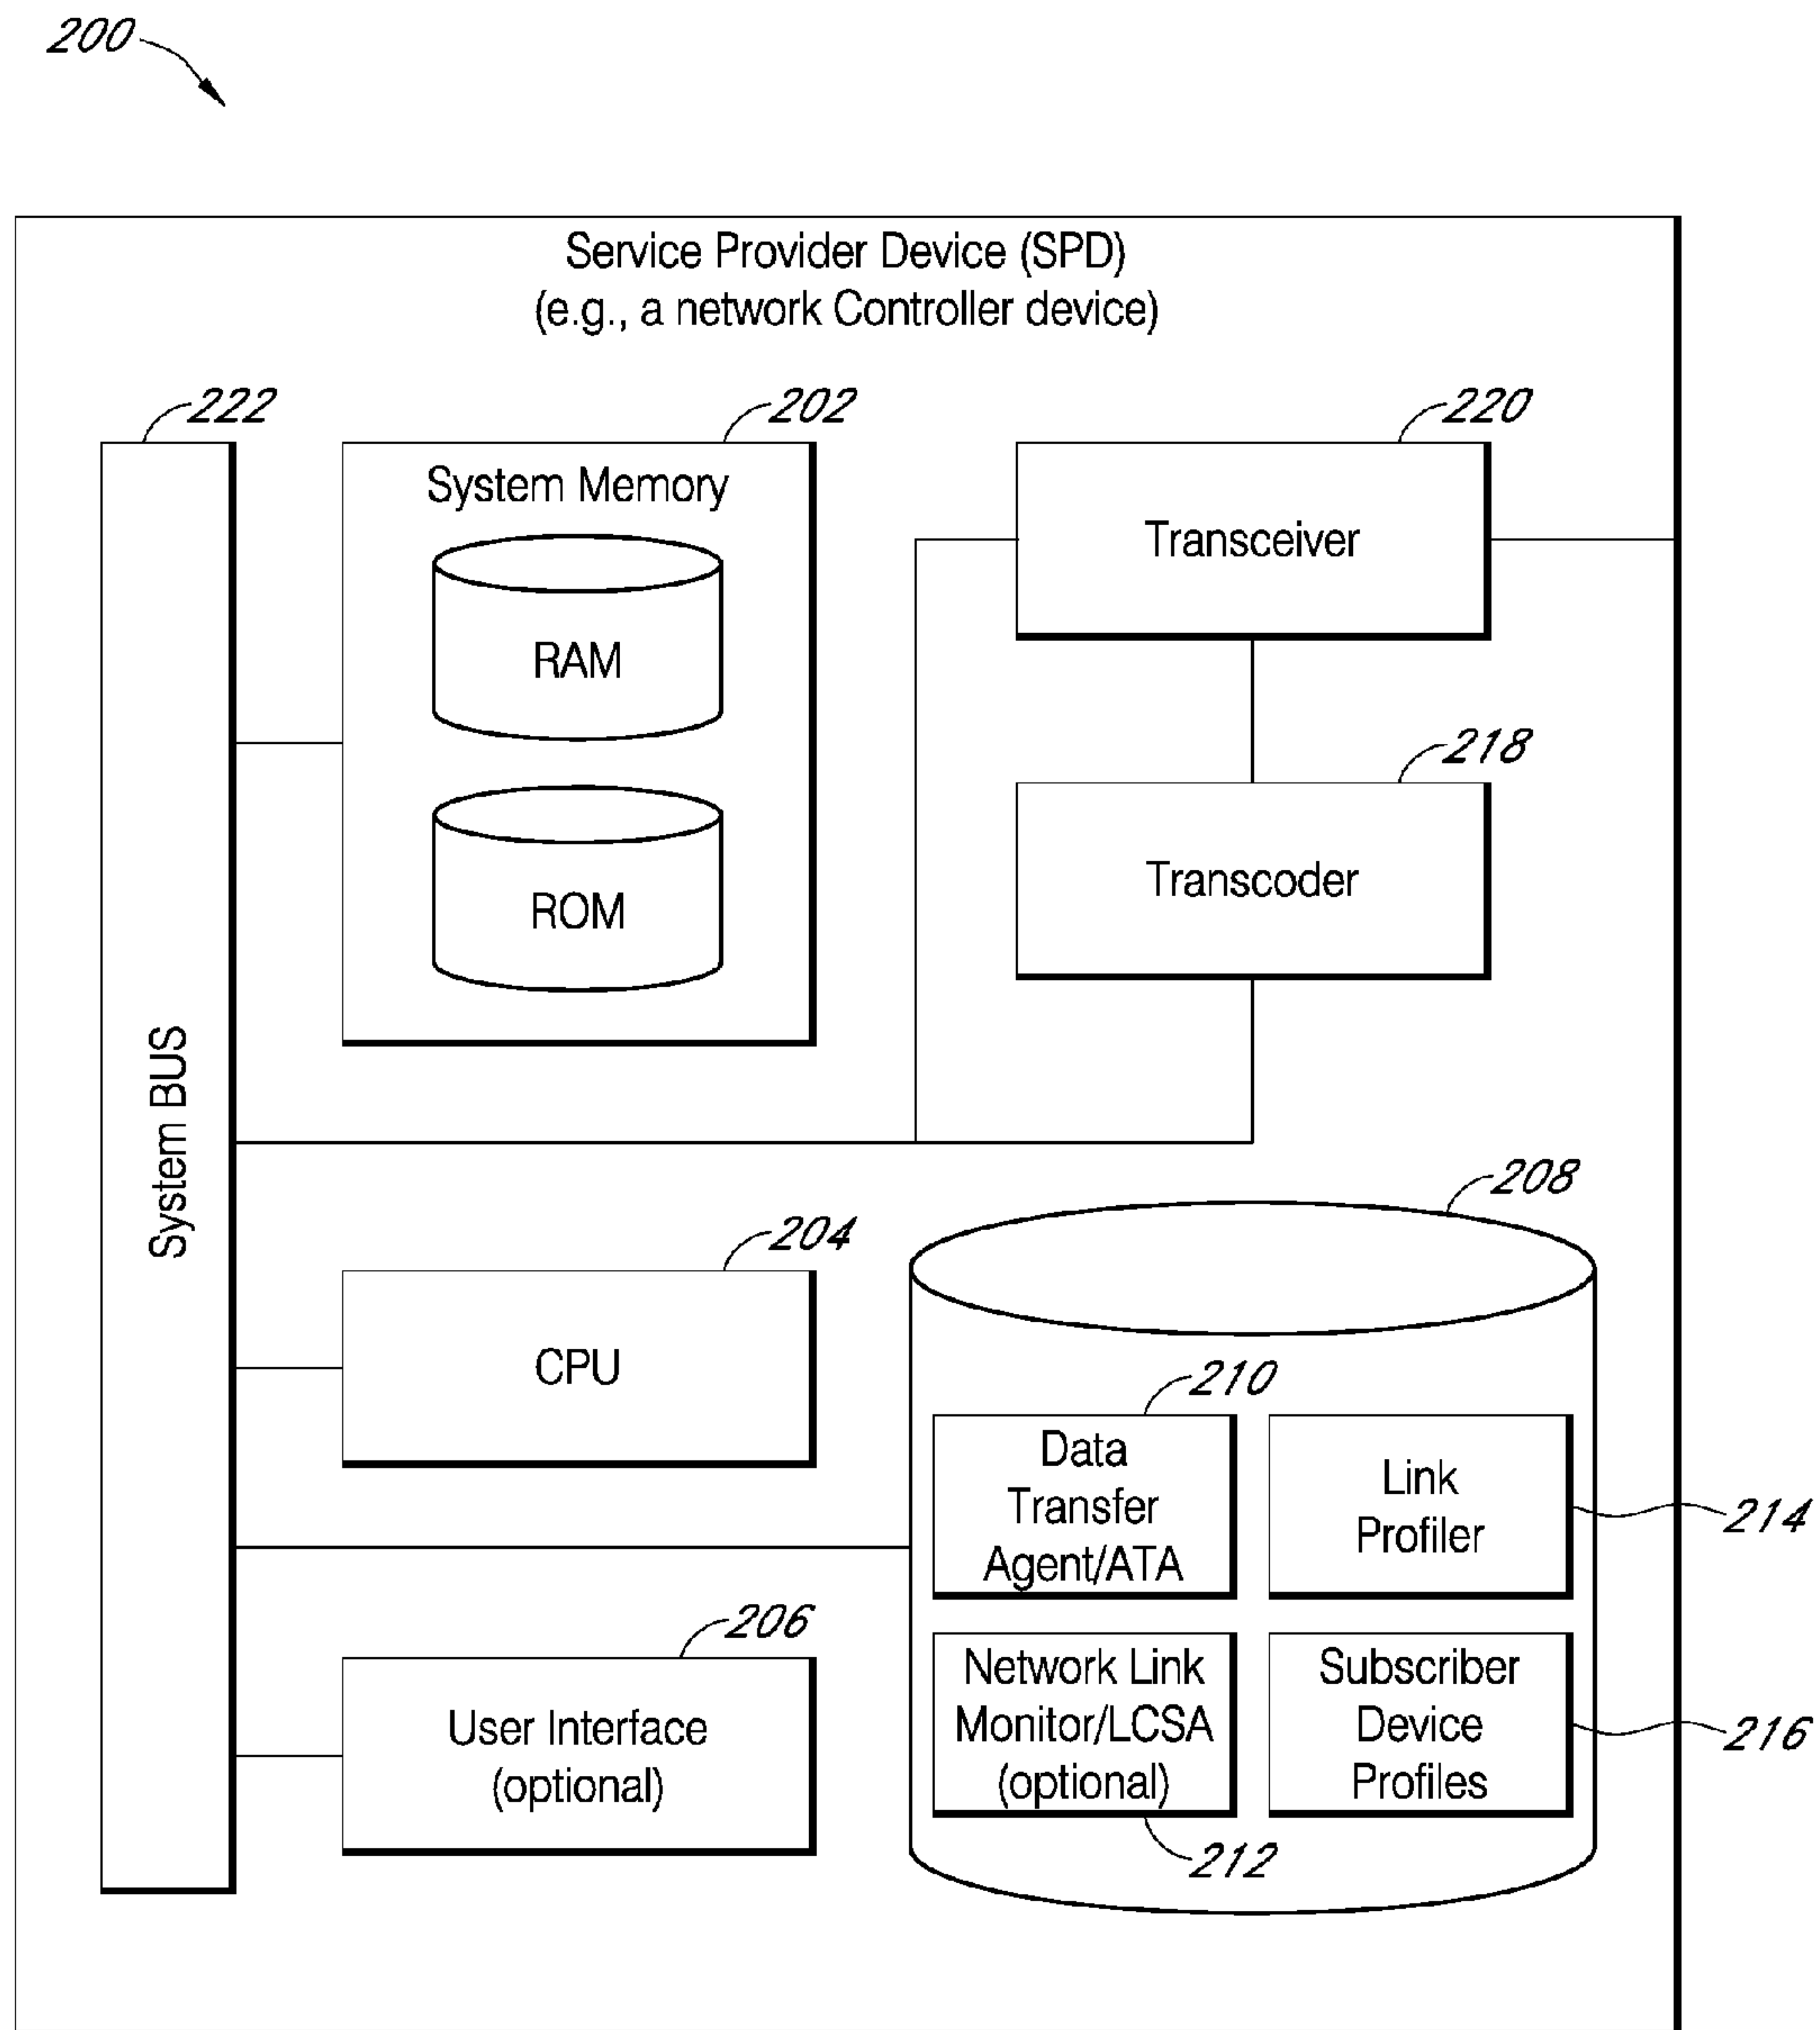 200
Service Provider Device (SPD)
(e.g., a network Controller device)
222
202
220
System Memory
RAM
ROM
Transceiver
218
Transcoder
System BUS
204
CPU
208
210
Data
Transfer
Agent/ATA
Link
Profiler
214
206
User Interface
(optional)
Network Link
Monitor/LCSA
(optional)
212
Subscriber
Device
Profiles
216